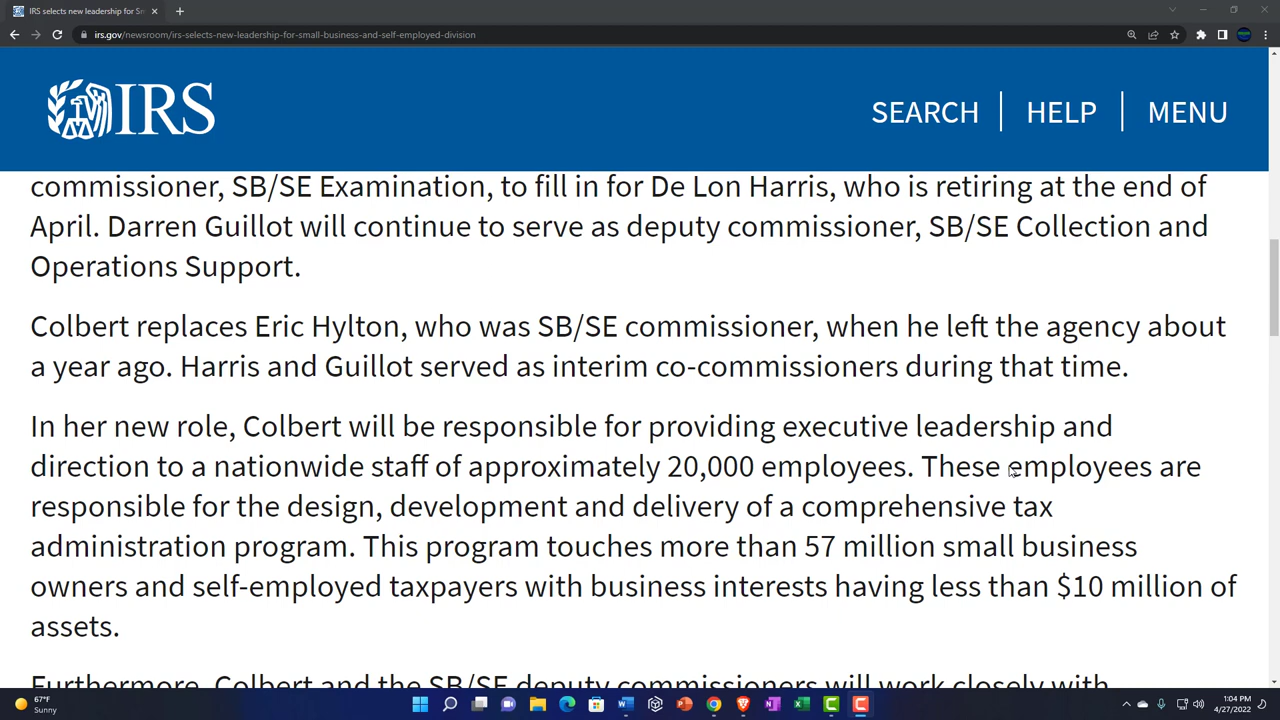 IRS selects new leadership for Sm
irs.gov/newsroom/irs-selects-new-leadership-for-small-business-and-self-employed-division
IRS
SEARCH
HELP
MENU
commissioner, SB/SE Examination, to fill in for De Lon Harris, who is retiring at the end of
April. Darren Guillot will continue to serve as deputy commissioner, SB/SE Collection and
Operations Support.
Colbert replaces Eric Hylton, who was SB/SE commissioner, when he left the agency about
a year ago. Harris and Guillot served as interim co-commissioners during that time.
In her new role, Colbert will be responsible for providing executive leadership and
direction to a nationwide staff of approximately 20,000 employees. These employees are
responsible for the design, development and delivery of a comprehensive tax
administration program. This program touches more than 57 million small business
owners and self-employed taxpayers with business interests having less than $10 million of
assets.
Furthermore, Colbert and the SB/SE deputy commissioners will work closely with
67°F
Sunny
1:04 PM
4/27/2022